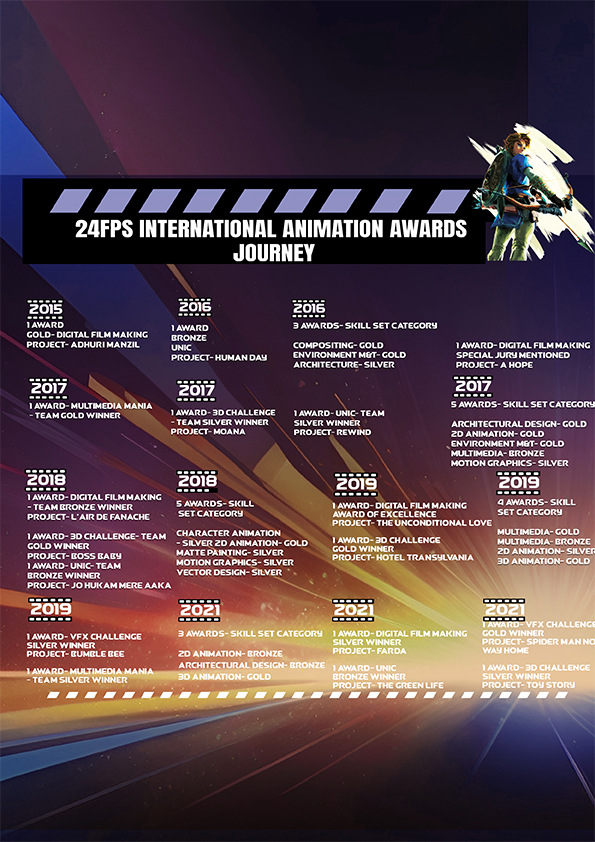 24FPS INTERNATIONAL ANIMATION AWARDS
JOURNEY
2015
1 AWARD
GOLD- DIGITAL FILM MAKING
PROJECT- ADHURI MANZIL
2016
1 AWARD
BRONZE
UNIC
PROJECT- HUMAN DAY
2016
3 AWARDS- SKILL SET CATEGORY
COMPOSITING- GOLD
ENVIRONMENT M&T- GOLD
ARCHITECTURE- SILVER
1 AWARD- DIGITAL FILM MAKING
SPECIAL JURY MENTIONED
PROJECT- A HOPE
2017
1 AWARD- MULTIMEDIA MANIA
- TEAM GOLD WINNER
2017
1 AWARD- 3D CHALLENGE
- TEAM SILVER WINNER
PROJECT- MOANA
1 AWARD- UNIC- TEAM
SILVER WINNER
PROJECT- REWIND
2017
5 AWARDS- SKILL SET CATEGORY
ARCHITECTURAL DESIGN- GOLD
2D ANIMATION- GOLD
ENVIRONMENT M&T- GOLD
MULTIMEDIA- BRONZE
MOTION GRAPHICS- SILVER
2018
1 AWARD- DIGITAL FILM MAKING
- TEAM BRONZE WINNER
PROJECT- L'AIR DE FANACHE
1 AWARD- 3D CHALLENGE- TEAM
GOLD WINNER
PROJECT- BOSS BABY
1 AWARD- UNIC- TEAM
BRONZE WINNER
PROJECT- JO HUKAM MERE AAKA
2018
5 AWARDS- SKILL
SET CATEGORY
CHARACTER ANIMATION
- SILVER 2D ANIMATION- GOLD
MATTE PAINTING- SILVER
MOTION GRAPHICS- SILVER
VECTOR DESIGN- SILVER
2019
1 AWARD- DIGITAL FILM MAKING
AWARD OF EXCELLENCE
PROJECT- THE UNCONDITIONAL LOVE
1 AWARD- 3D CHALLENGE
GOLD WINNER
PROJECT- HOTEL TRANSYLVANIA
2019
4 AWARDS- SKILL
SET CATEGORY
MULTIMEDIA- GOLD
MULTIMEDIA- BRONZE
2D ANIMATION- SILVER
3D ANIMATION- GOLD
2019
1 AWARD- VFX CHALLENGE
SILVER WINNER
PROJECT- BUMBLE BEE
1 AWARD- MULTIMEDIA MANIA
- TEAM SILVER WINNER
2021
3 AWARDS- SKILL SET CATEGORY
2D ANIMATION- BRONZE
ARCHITECTURAL DESIGN- BRONZE
3D ANIMATION- GOLD
2021
1 AWARD- DIGITAL FILM MAKING
SILVER WINNER
PROJECT- FARDA
1 AWARD- UNIC
BRONZE WINNER
PROJECT- THE GREEN LIFE
2021
1 AWARD- VFX CHALLENGE
GOLD WINNER
PROJECT- SPIDER MAN NO
WAY HOME
1 AWARD- 3D CHALLENGE
SILVER WINNER
PROJECT- TOY STORY